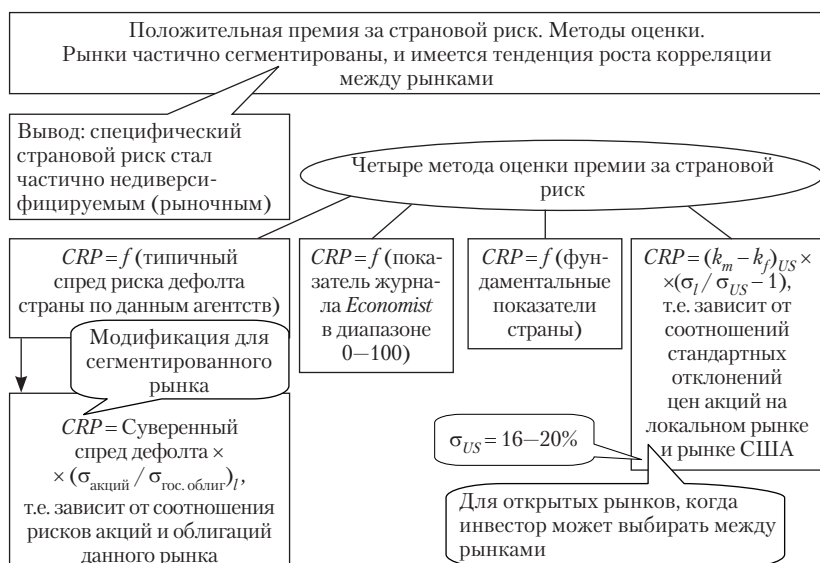 Положительная премия за страновой риск. Методы оценки.
Рынки частично сегментированы, и имеется тенденция роста корреляции
между рынками
Вывод: специфический
страновой риск стал
частично недиверси-
фицируемым (рыночным)
Четыре метода оценки премии за страновой
риск
CRP = f (типичный
спред риска дефолта
страны по данным агентств)
CRP = f (пока-
затель журна-
ла Economist
в диапазоне
0—100)
CRP = f (фун-
даментальные
показатели
страны)
CRP = (k_m − k_f)_US ×
×(σ_l / σ_US − 1),
т.е. зависит от
соотношений
стандартных
отклонений
цен акций на
локальном рынке
и рынке США
Модификация для
сегментированного
рынка
CRP = Суверенный
спред дефолта ×
× (σ_акций / σ_гос. облиг)_l,
т.е. зависит от соотношения
рисков акций и облигаций
данного рынка
σ_US = 16—20%
Для открытых рынков, когда
инвестор может выбирать между
рынками